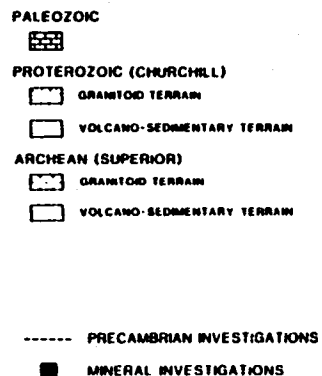 PALEOZOIC
PROTEROZOIC (CHURCHILL)
GRANITOID TERRAIN
VOLCANO-SEDIMENTARY TERRAIN
ARCHEAN (SUPERIOR)
GRANITOID TERRAIN
VOLCANO-SEDIMENTARY TERRAIN
PRECAMBRIAN INVESTIGATIONS
MINERAL INVESTIGATIONS